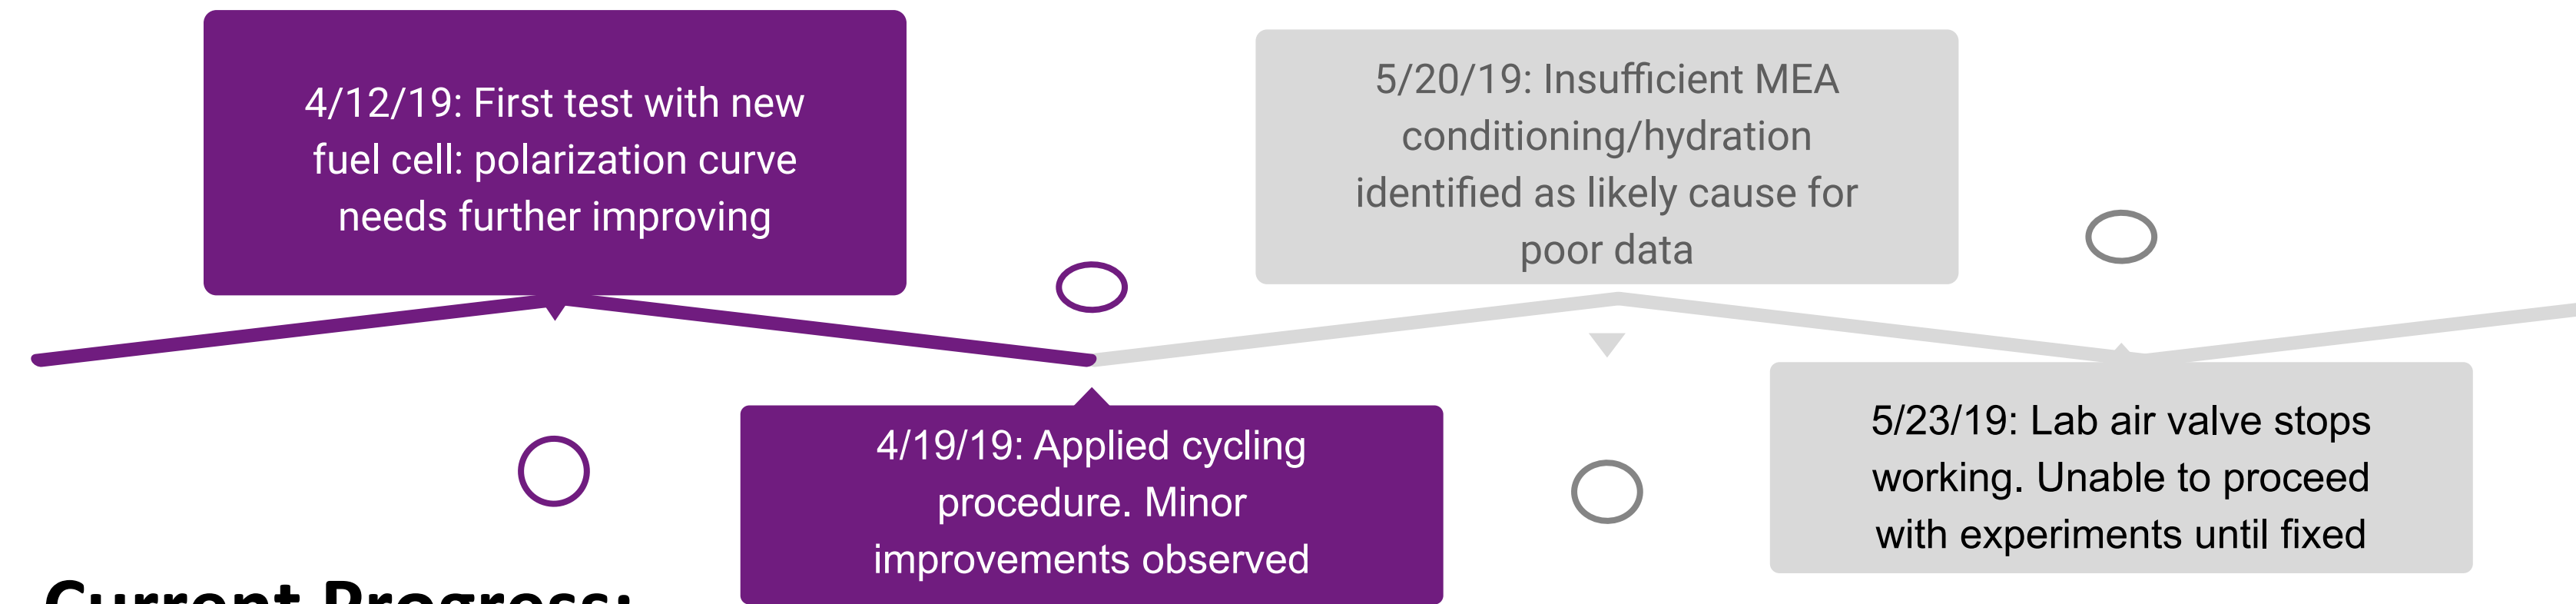 4/12/19: First test with new
fuel cell: polarization curve
needs further improving
4/19/19: Applied cycling
procedure. Minor
improvements observed
5/20/19: Insufficient MEA
conditioning/hydration
identified as likely cause for
poor data
5/23/19: Lab air valve stops
working. Unable to proceed
with experiments until fixed
Current Progress: